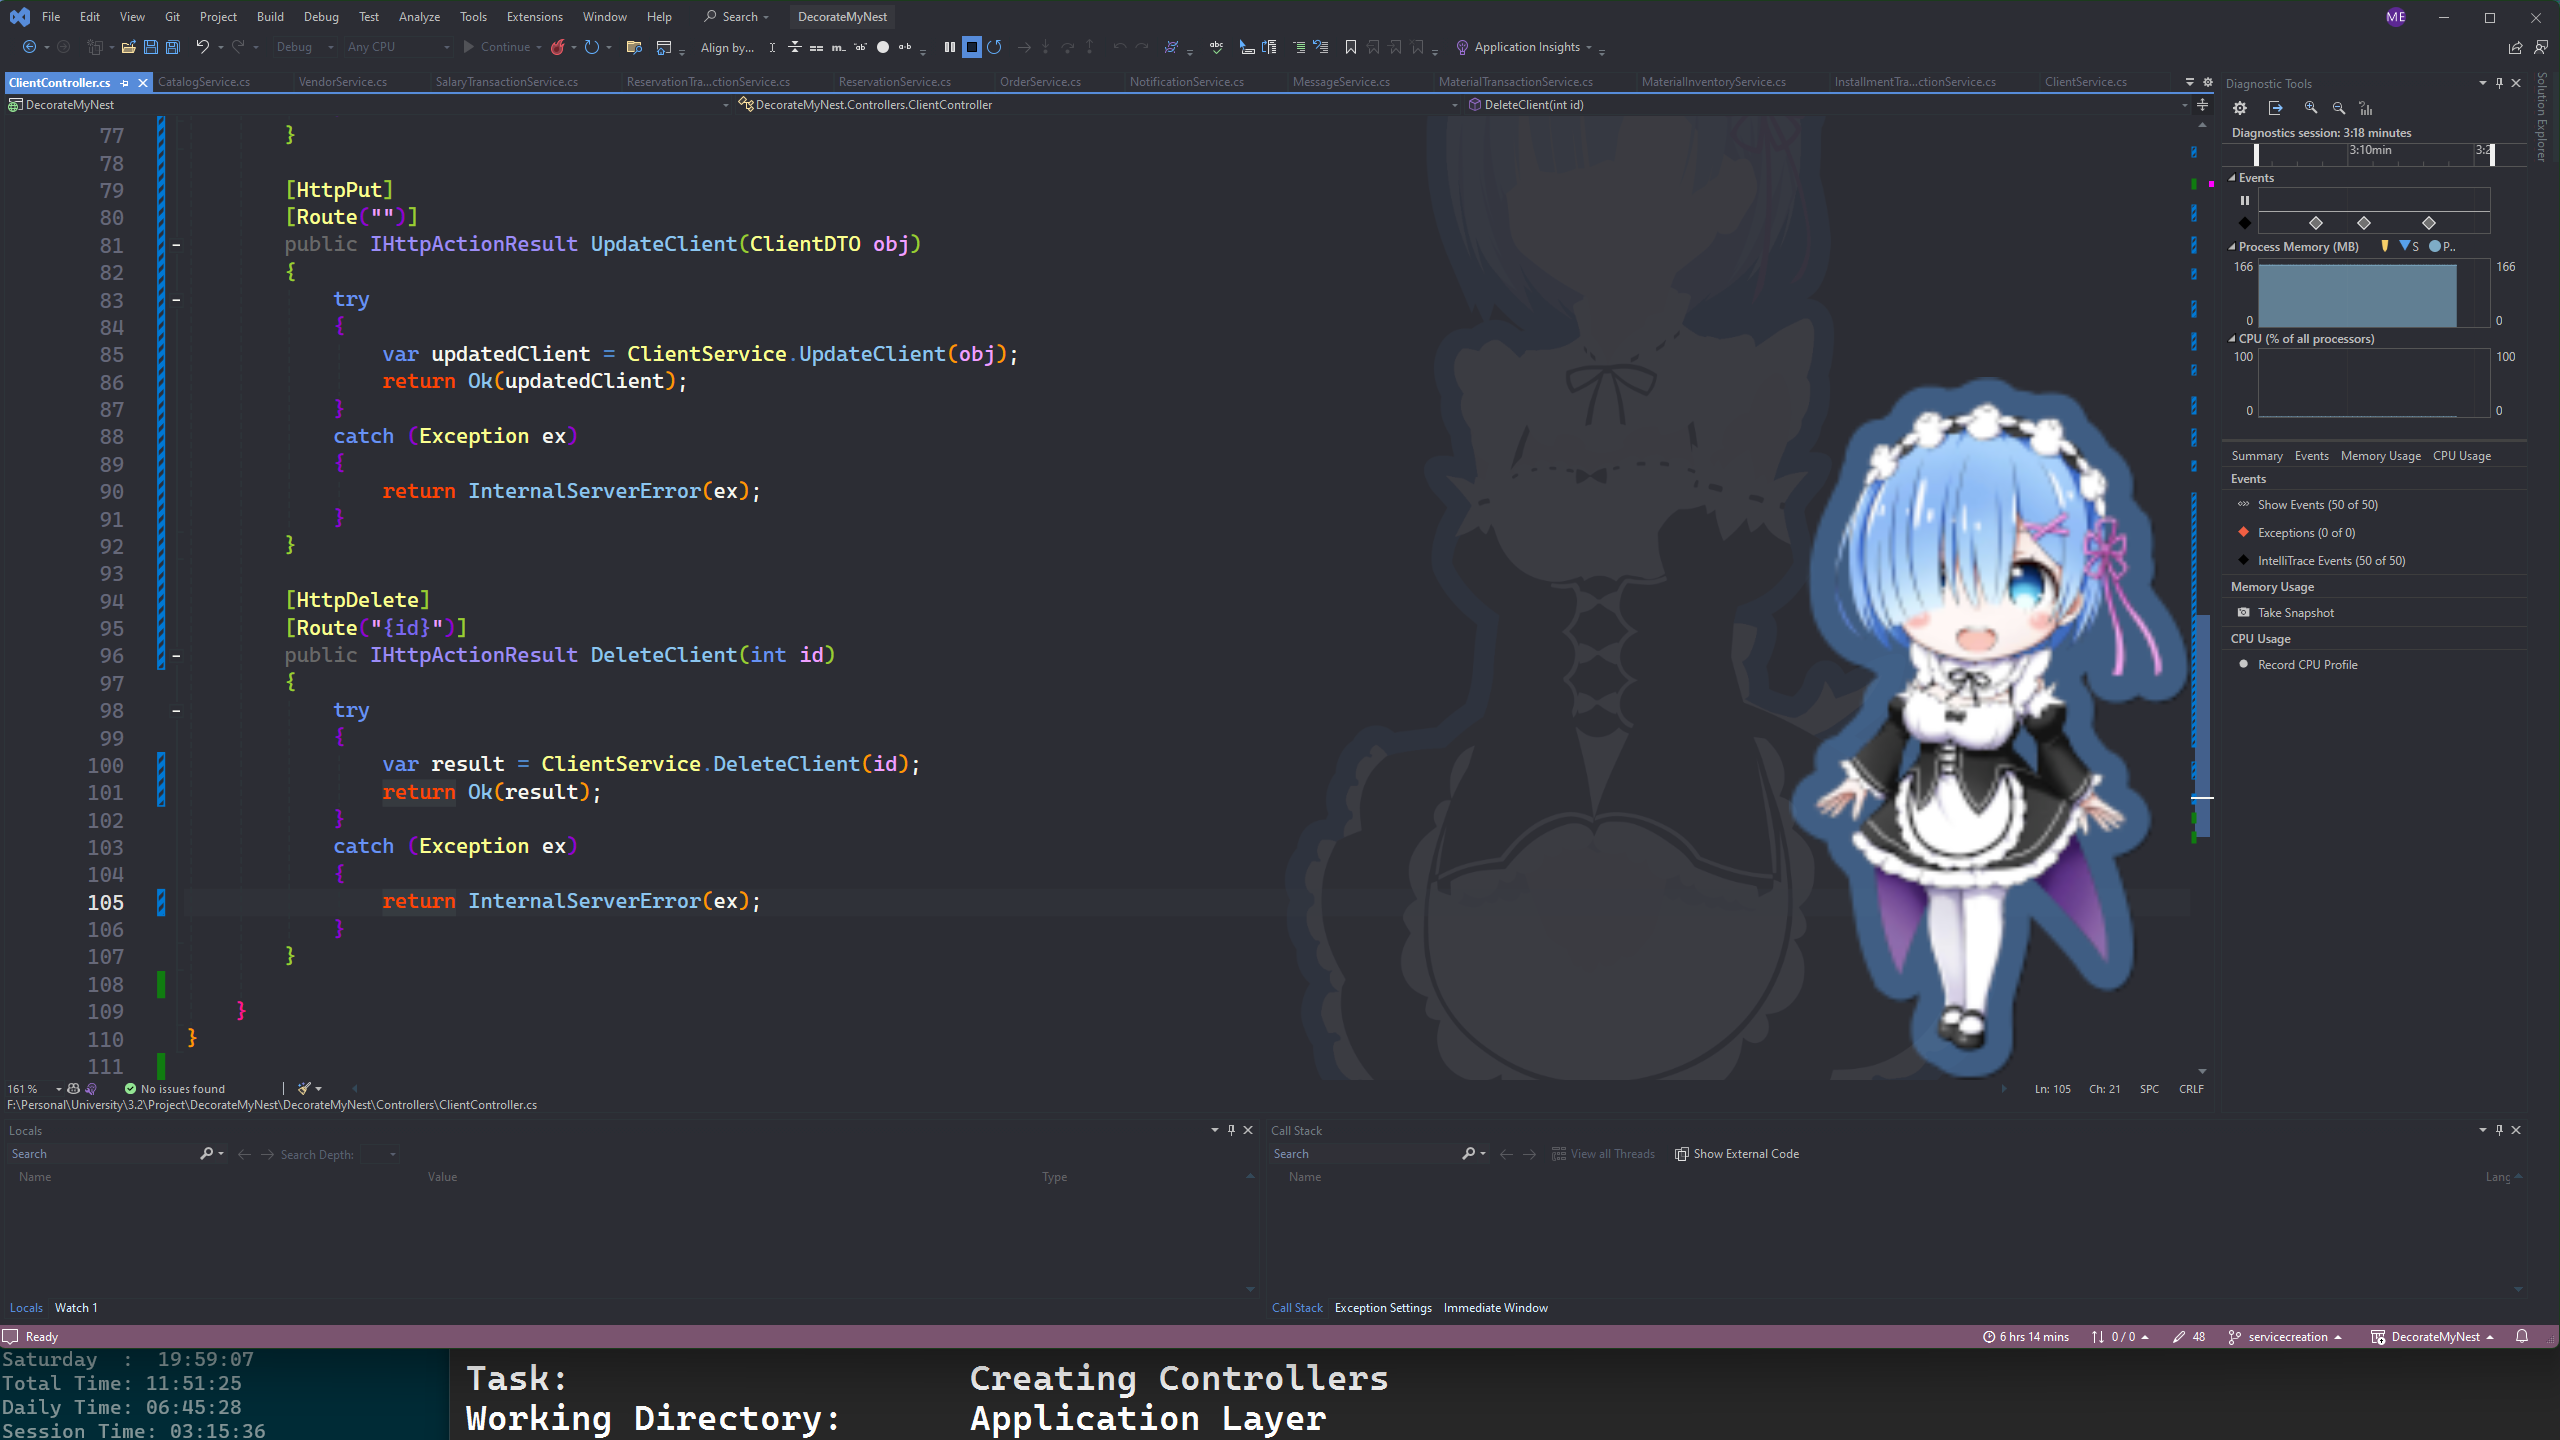 File Edit View Git Project Build Debug Test Analyze Tools Extensions Window Help Search DecorateMyNest ME
Debug Any CPU Continue Align by... Application Insights
ClientController.cs CatalogService.cs VendorService.cs SalaryTransactionService.cs ReservationTra...ctionService.cs ReservationService.cs OrderService.cs NotificationService.cs MessageService.cs MaterialTransactionService.cs MaterialInventoryService.cs InstallmentTra...ctionService.cs ClientService.cs
DecorateMyNest DecorateMyNest.Controllers.ClientController DeleteClient(int id)
77 }
78
79 [HttpPut]
80 [Route("")]
81 public IHttpActionResult UpdateClient(ClientDTO obj)
82 {
83 try
84 {
85 var updatedClient = ClientService.UpdateClient(obj);
86 return Ok(updatedClient);
87 }
88 catch (Exception ex)
89 {
90 return InternalServerError(ex);
91 }
92 }
93
94 [HttpDelete]
95 [Route("{id}")]
96 public IHttpActionResult DeleteClient(int id)
97 {
98 try
99 {
100 var result = ClientService.DeleteClient(id);
101 return Ok(result);
102 }
103 catch (Exception ex)
104 {
105 return InternalServerError(ex);
106 }
107 }
108
109 }
110 }
111
161 % No issues found Ln: 105 Ch: 21 SPC CRLF
F:\Personal\University\3.2\Project\DecorateMyNest\DecorateMyNest\Controllers\ClientController.cs
Diagnostic Tools
Diagnostics session: 3:18 minutes
3:10min 3:2
Events
Process Memory (MB) S P..
166 166
0 0
CPU (% of all processors)
100 100
0 0
Summary Events Memory Usage CPU Usage
Events
Show Events (50 of 50)
Exceptions (0 of 0)
IntelliTrace Events (50 of 50)
Memory Usage
Take Snapshot
CPU Usage
Record CPU Profile
Solution Explorer
Locals
Search Search Depth:
Name Value Type
Locals Watch 1
Call Stack
Search View all Threads Show External Code
Name Lang
Call Stack Exception Settings Immediate Window
Ready 6 hrs 14 mins 0 / 0 48 servicecreation DecorateMyNest
Saturday : 19:59:07
Total Time: 11:51:25
Daily Time: 06:45:28
Session Time: 03:15:36
Task: Creating Controllers
Working Directory: Application Layer